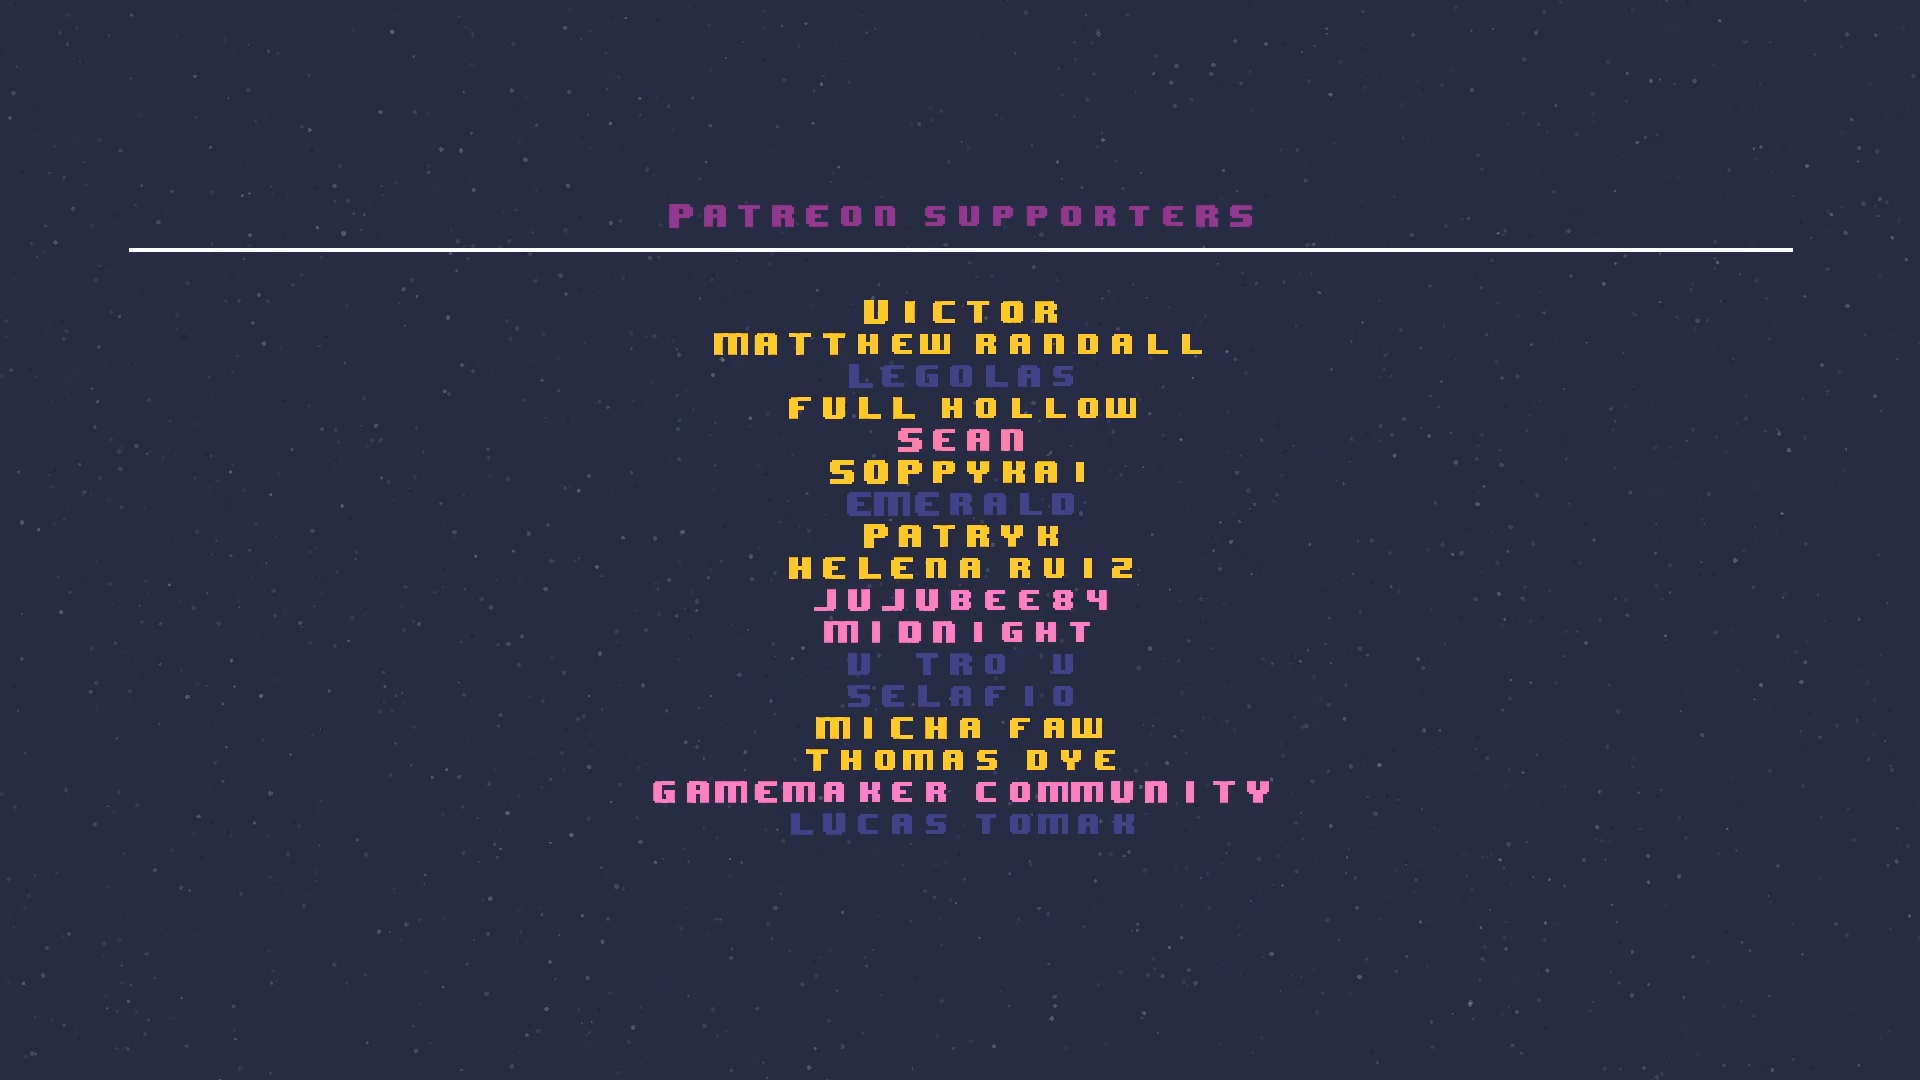 PATREON SUPPORTERS
VICTOR
MATTHEW RANDALL
LEGOLAS
FULL HOLLOW
SEAN
SOPPYKAI
EMERALD
PATRYK
HELENA RUIZ
JUJUBEE84
MIDNIGHT
V TRO V
SELAFIO
MICHA FAW
THOMAS DYE
GAMEMAKER COMMUNITY
LUCAS TOMAK